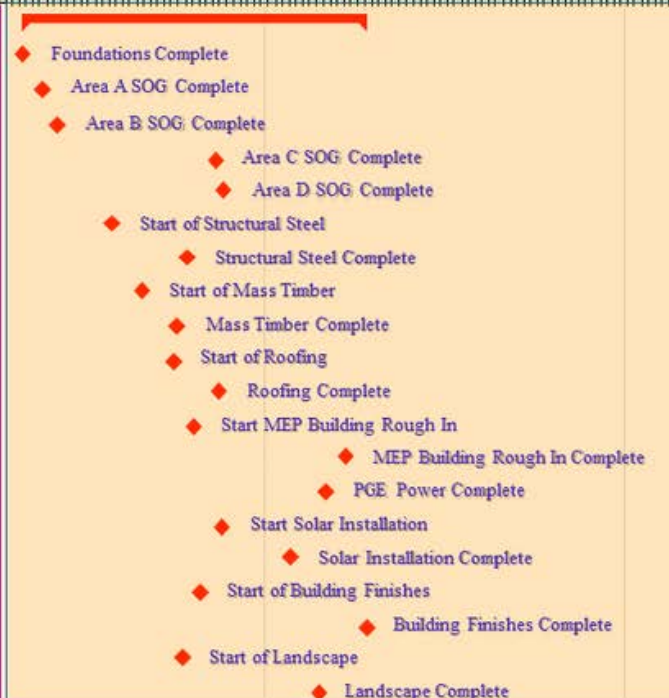 Foundations Complete
Area A SOG Complete
Area B SOG Complete
Area C SOG Complete
Area D SOG Complete
Start of Structural Steel
Structural Steel Complete
Start of Mass Timber
Mass Timber Complete
Start of Roofing
Roofing Complete
Start MEP Building Rough In
MEP Building Rough In Complete
PGE Power Complete
Start Solar Installation
Solar Installation Complete
Start of Building Finishes
Building Finishes Complete
Start of Landscape
Landscape Complete